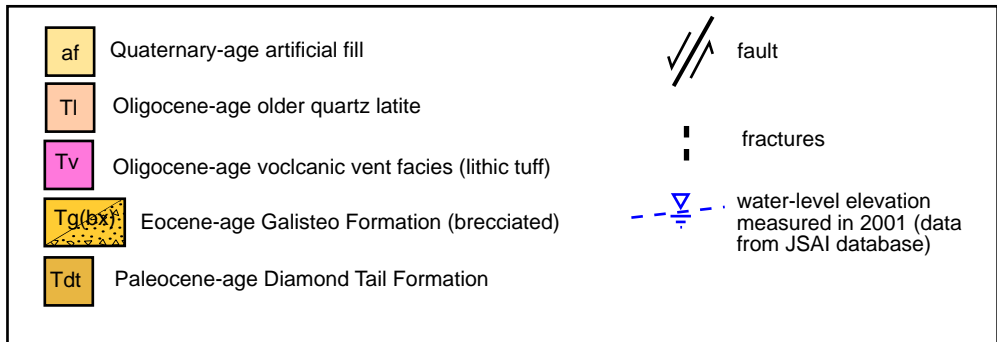 af Quaternary-age artificial fill
Tl Oligocene-age older quartz latite
Tv Oligocene-age voclcanic vent facies (lithic tuff)
Tg(bx) Eocene-age Galisteo Formation (brecciated)
Tdt Paleocene-age Diamond Tail Formation
fault
fractures
water-level elevation
measured in 2001 (data
from JSAI database)